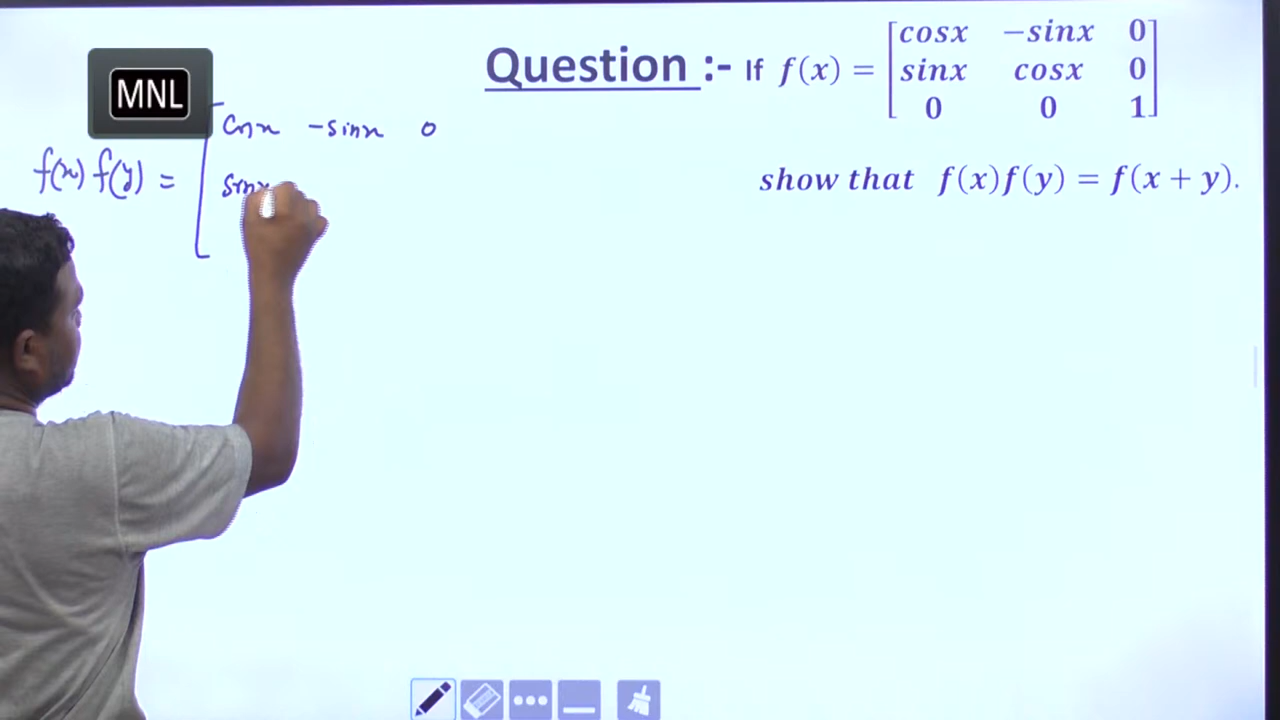 MNL
Question :- If f(x) = [cosx -sinx 0
sinx cosx 0
0 0 1]
show that f(x)f(y) = f(x + y).
f(x) f(y) = [cosx -sinx 0
sinx